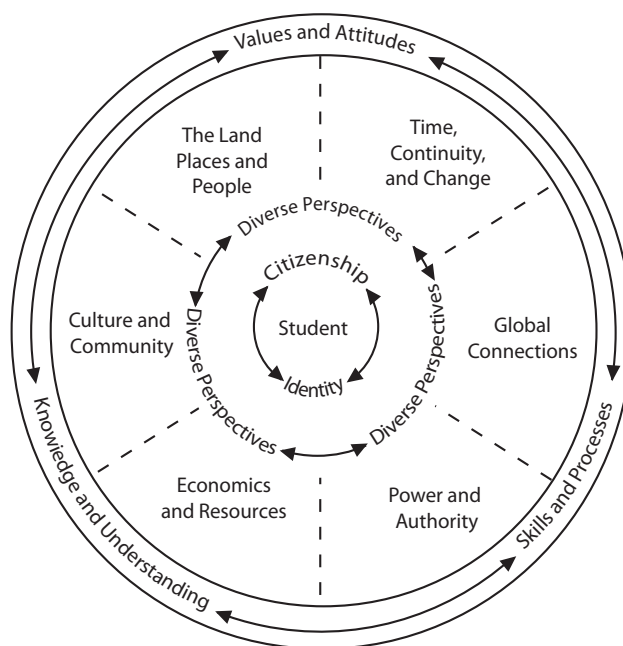 Values and Attitudes
The Land
Places and
People
Time,
Continuity,
and Change
Diverse Perspectives
Citizenship
Culture and
Community
Diverse Perspectives
Student
Diverse Perspectives
Global
Connections
Identity
Economics
and Resources
Power and
Authority
Knowledge and Understanding
Skills and Processes